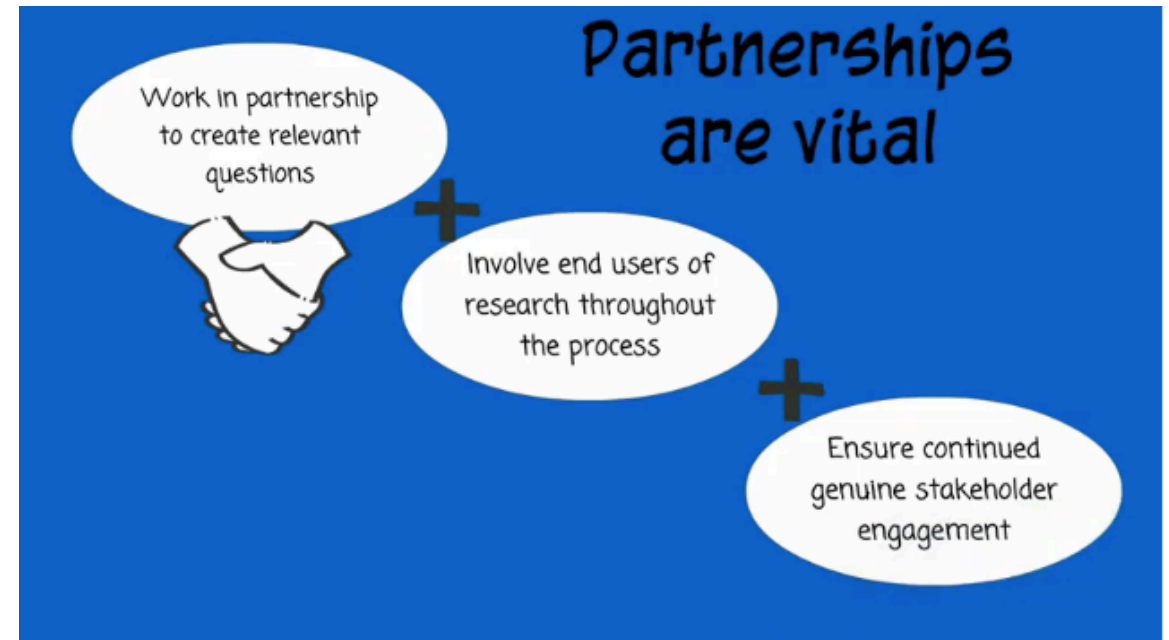 Partnerships
are vital
Work in partnership
to create relevant
questions
+
Involve end users of
research throughout
the process
+
Ensure continued
genuine stakeholder
engagement